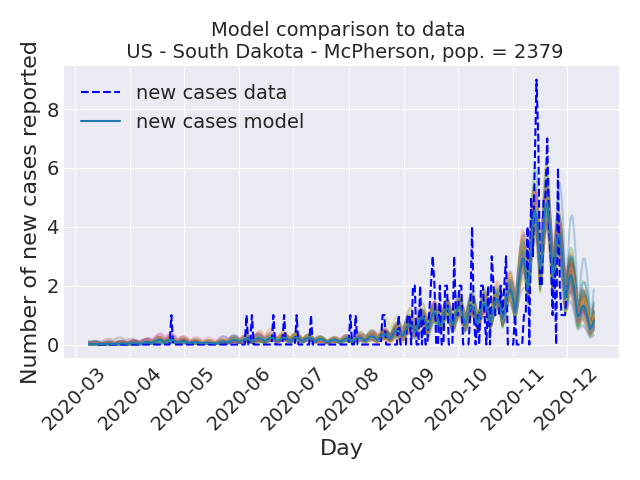 Model comparison to data
US - South Dakota - McPherson, pop. = 2379
Number of new cases reported
new cases data
new cases model
8
6
4
2
0
2020-03
2020-04
2020-05
2020-06
2020-07
2020-08
2020-09
2020-10
2020-11
2020-12
Day